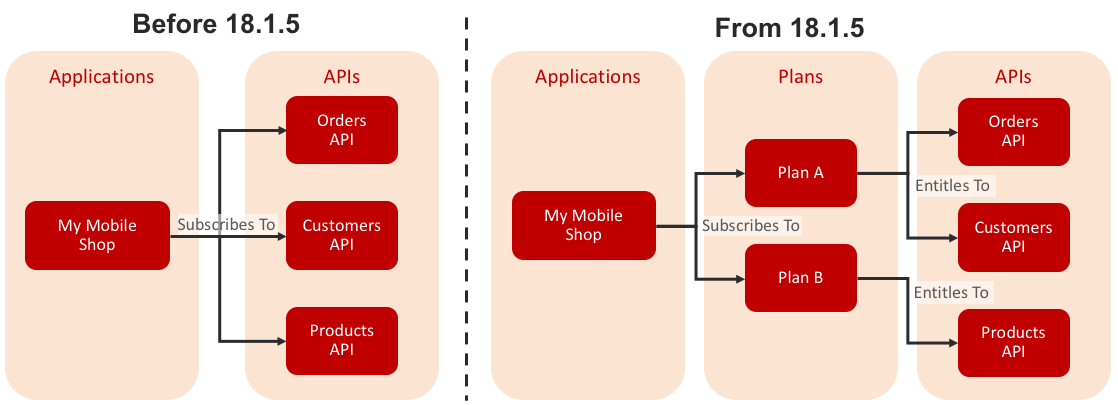 Before 18.1.5
Applications
APIs
Orders
API
My Mobile
Shop
Subscribes To
Customers
API
Products
API
From 18.1.5
Applications
Plans
APIs
My Mobile
Shop
Subscribes To
Plan A
Plan B
Entitles To
Entitles To
Orders
API
Customers
API
Products
API